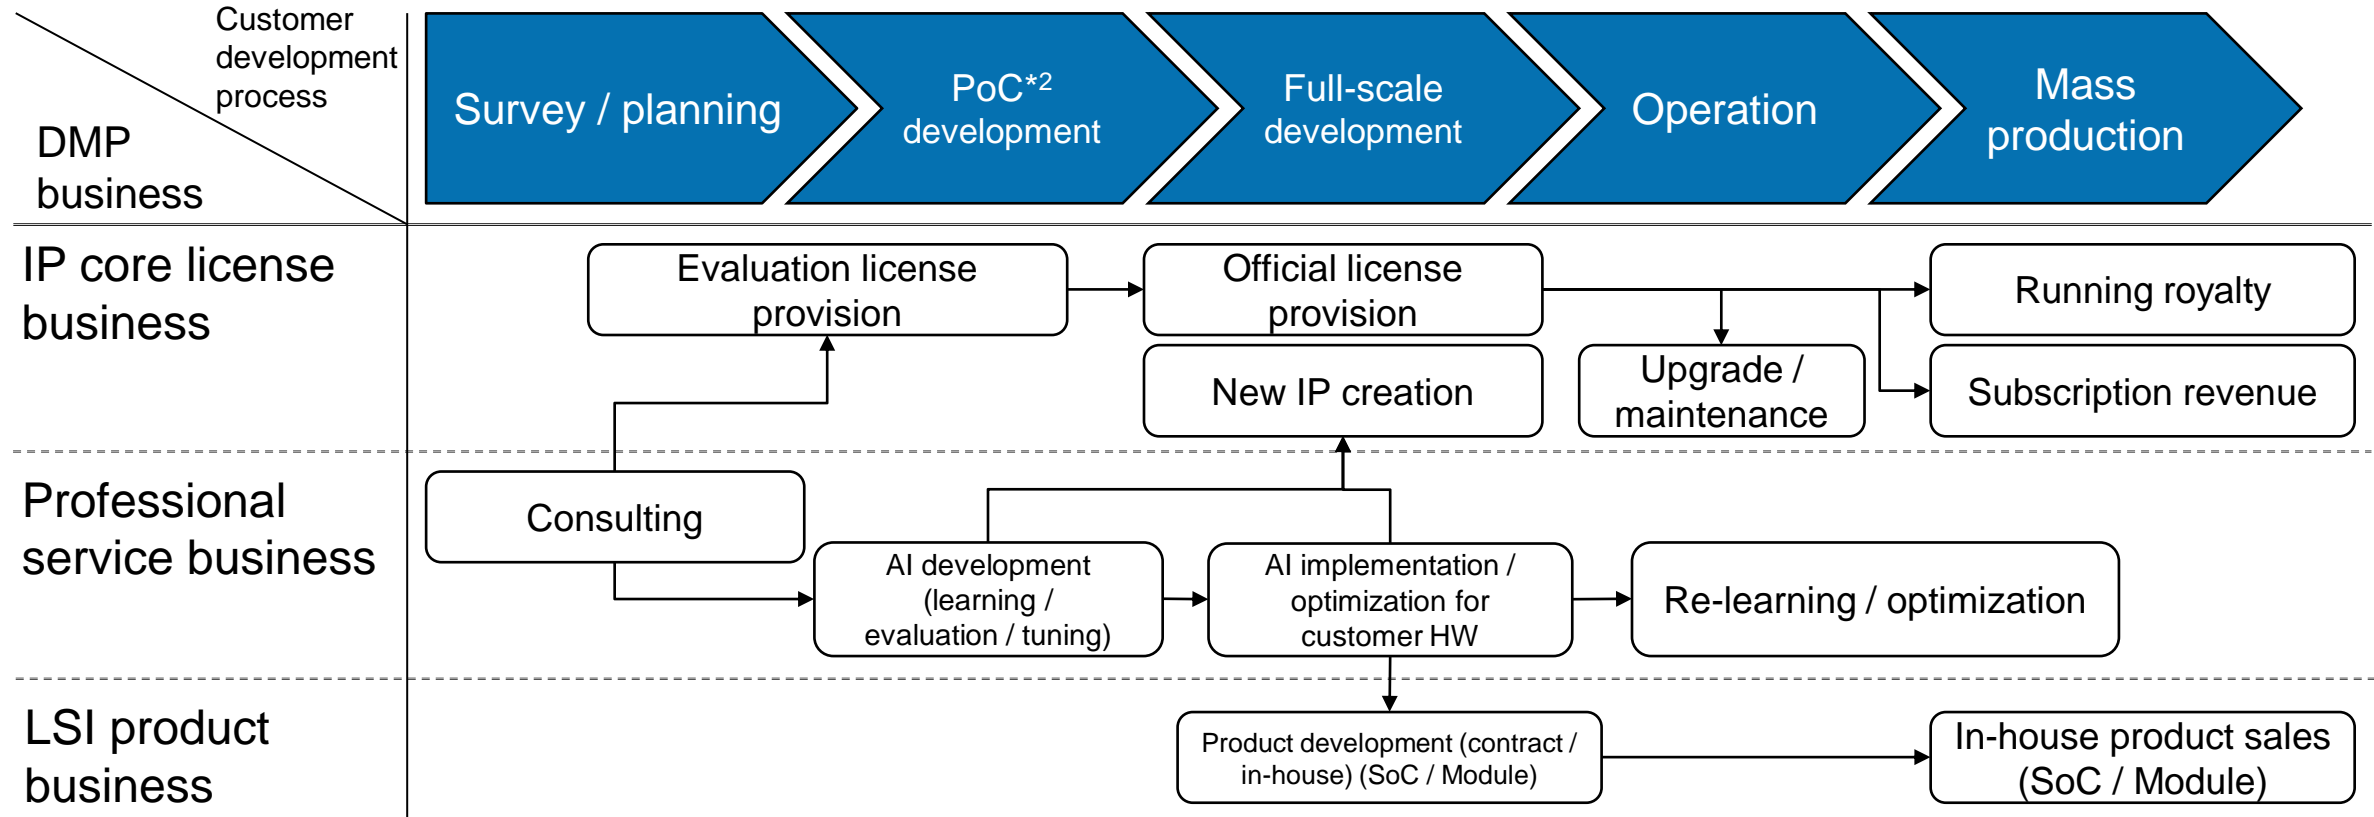 Customer
development
process
DMP
business
Survey / planning
PoC*2
development
Full-scale
development
Operation
Mass
production
IP core license
business
Evaluation license
provision
Official license
provision
Running royalty
New IP creation
Upgrade /
maintenance
Subscription revenue
Professional
service business
Consulting
AI development
(learning /
evaluation / tuning)
AI implementation /
optimization for
customer HW
Re-learning / optimization
LSI product
business
Product development (contract /
in-house) (SoC / Module)
In-house product sales
(SoC / Module)